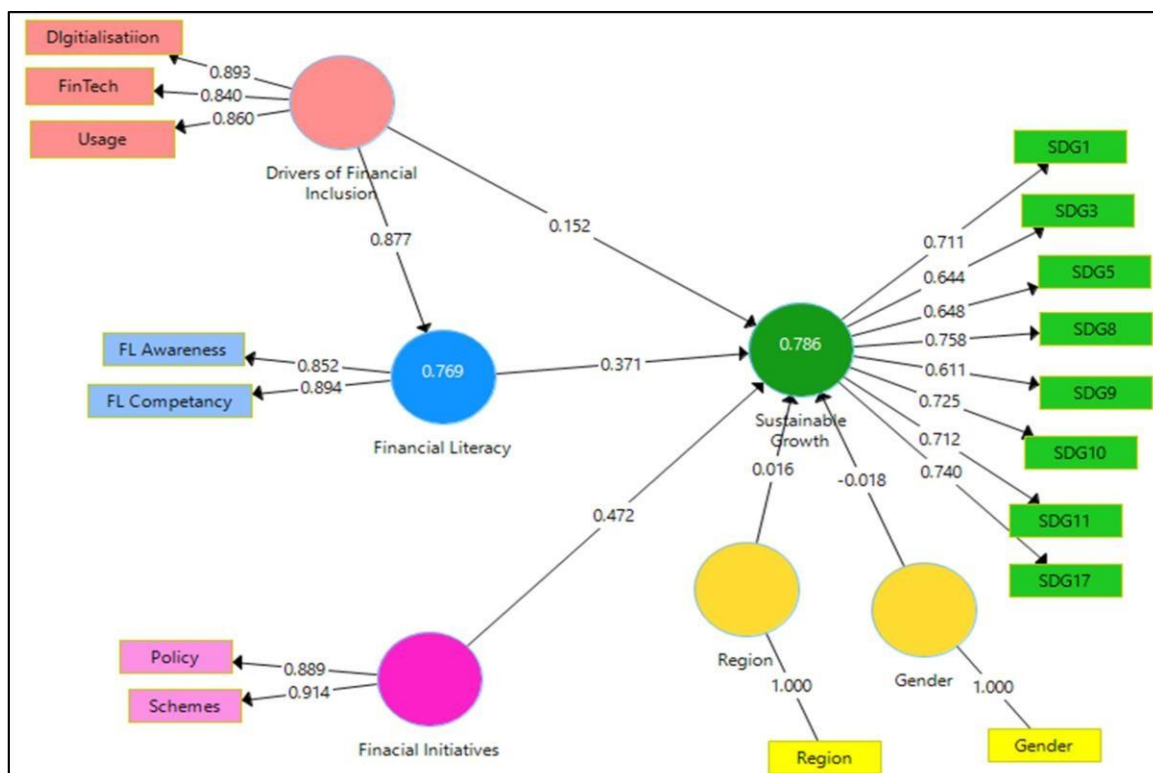 DIgitialisatiion
0.893
FinTech
0.840
0.860
Usage
Drivers of Financial
Inclusion
0.877
0.152
FL Awareness
0.852
FL Competancy
0.894
0.769
Financial Literacy
0.371
0.786
Sustainable
Growth
SDG1
0.711
SDG3
0.644
SDG5
0.648
SDG8
0.758
SDG9
0.611
SDG10
0.725
SDG11
0.712
SDG17
0.740
0.016
-0.018
0.472
Policy
0.889
Schemes
0.914
Finacial Initiatives
Region
1.000
Region
Gender
1.000
Gender